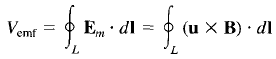 V_emf = ∮_L 𝐄_m · d𝐥 = ∮_L (𝐮 × 𝐁) · d𝐥